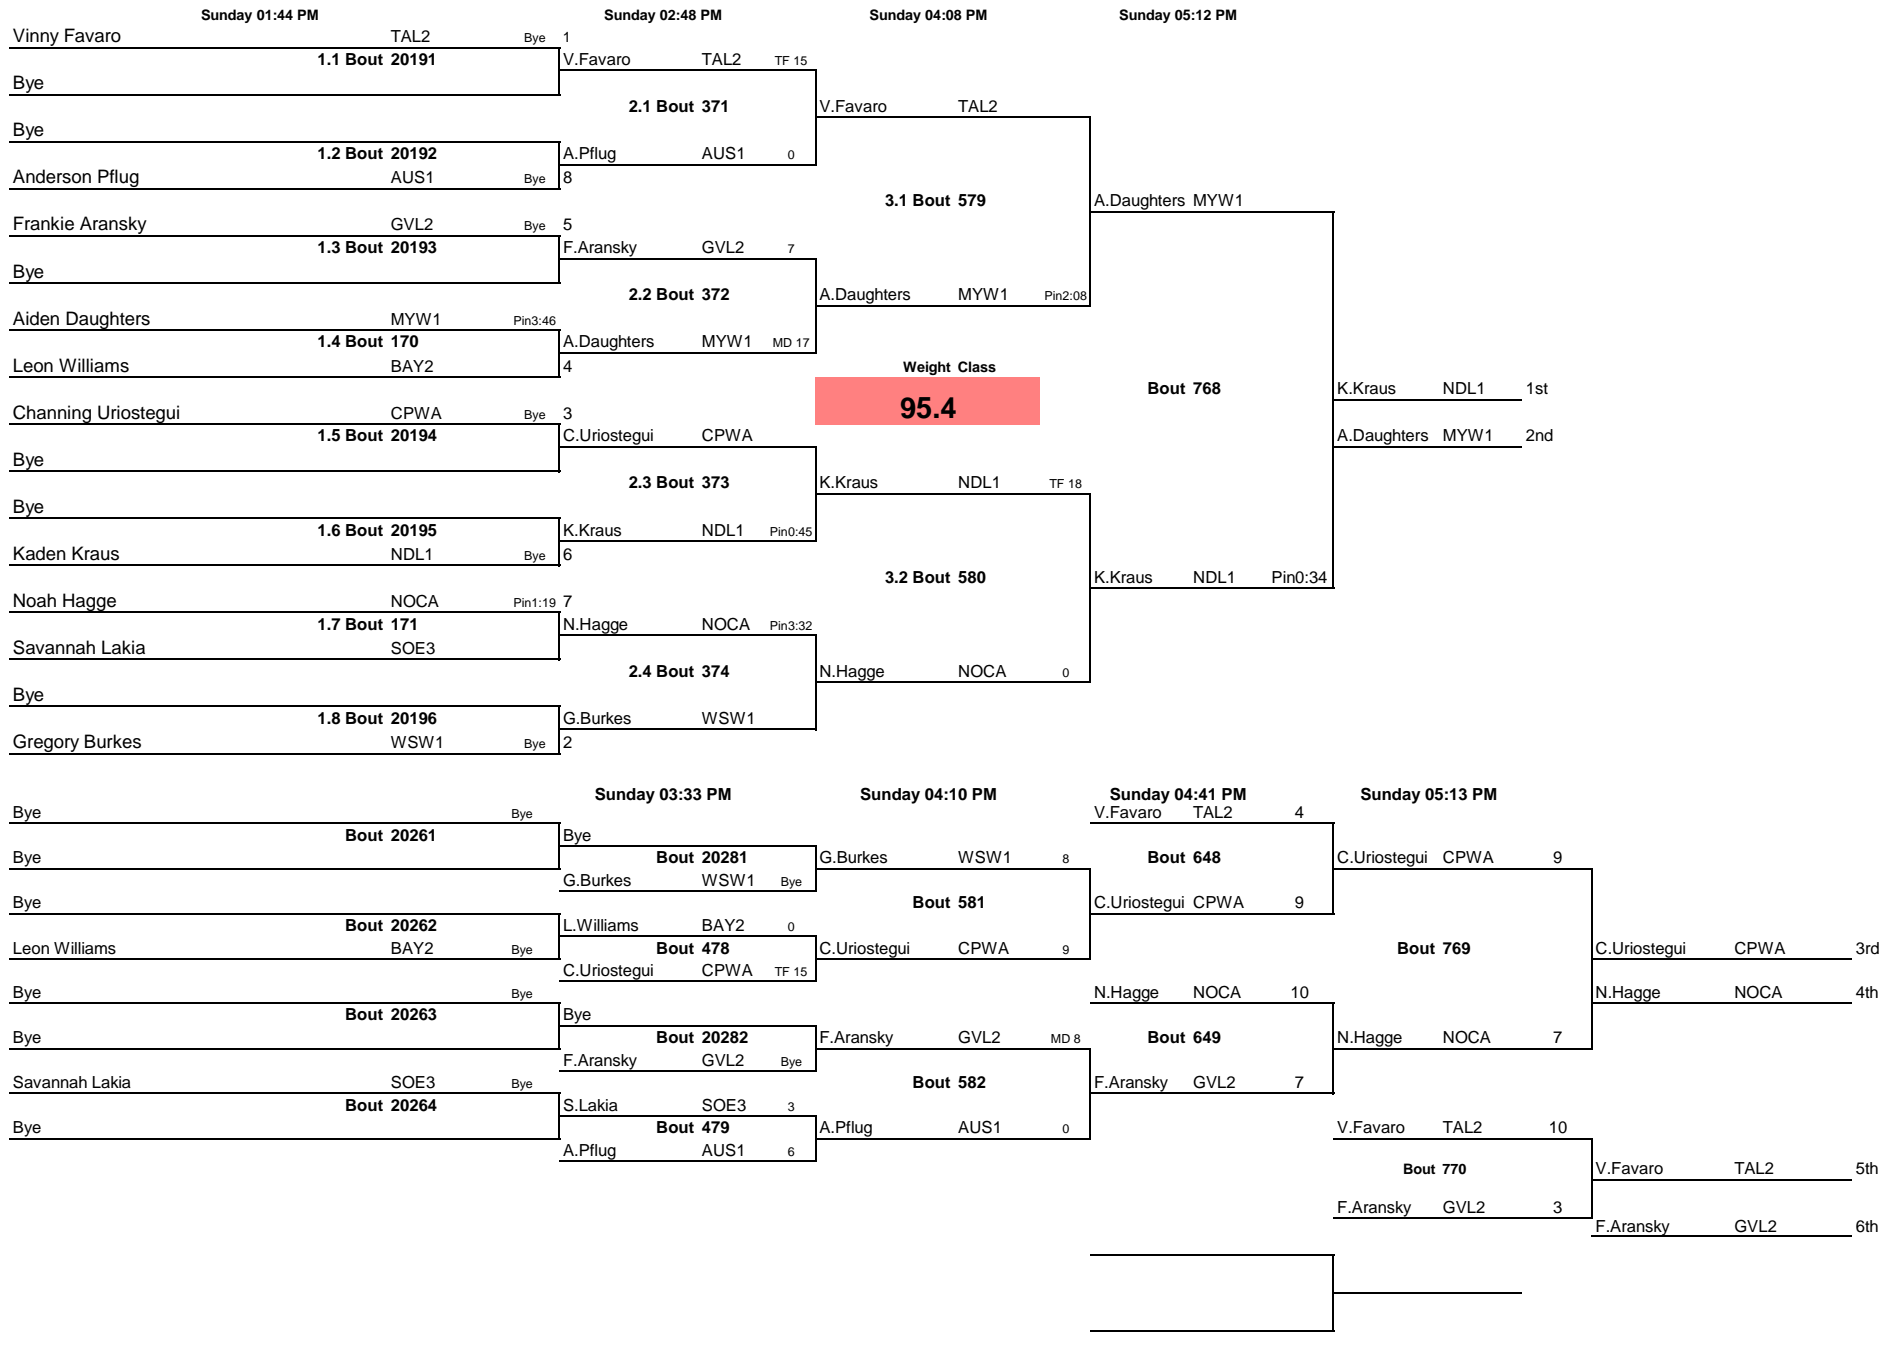 Sunday 01:44 PM Sunday 02:48 PM Sunday 04:08 PM Sunday 05:12 PM
Vinny Favaro TAL2 Bye 1
1.1 Bout 20191 V.Favaro TAL2 TF 15
Bye
2.1 Bout 371 V.Favaro TAL2
Bye
1.2 Bout 20192 A.Pflug AUS1 0
Anderson Pflug AUS1 Bye 8
3.1 Bout 579 A.Daughters MYW1
Frankie Aransky GVL2 Bye 5
1.3 Bout 20193 F.Aransky GVL2 7
Bye
2.2 Bout 372 A.Daughters MYW1 Pin2:08
Aiden Daughters MYW1 Pin3:46
1.4 Bout 170 A.Daughters MYW1 MD 17
Leon Williams BAY2 4 Weight Class
Bout 768 K.Kraus NDL1 1st
Channing Uriostegui CPWA Bye 3 95.4
1.5 Bout 20194 C.Uriostegui CPWA A.Daughters MYW1 2nd
Bye
2.3 Bout 373 K.Kraus NDL1 TF 18
Bye
1.6 Bout 20195 K.Kraus NDL1 Pin0:45
Kaden Kraus NDL1 Bye 6
3.2 Bout 580 K.Kraus NDL1 Pin0:34
Noah Hagge NOCA Pin1:19 7
1.7 Bout 171 N.Hagge NOCA Pin3:32
Savannah Lakia SOE3
2.4 Bout 374 N.Hagge NOCA 0
Bye
1.8 Bout 20196 G.Burkes WSW1
Gregory Burkes WSW1 Bye 2
Sunday 03:33 PM Sunday 04:10 PM Sunday 04:41 PM Sunday 05:13 PM
Bye Bye V.Favaro TAL2 4
Bout 20261 Bye
Bye Bout 20281 G.Burkes WSW1 8 Bout 648 C.Uriostegui CPWA 9
G.Burkes WSW1 Bye
Bye Bout 581 C.Uriostegui CPWA 9
Bout 20262 L.Williams BAY2 0
Leon Williams BAY2 Bye Bout 478 C.Uriostegui CPWA 9 Bout 769 C.Uriostegui CPWA 3rd
C.Uriostegui CPWA TF 15
Bye Bye N.Hagge NOCA 10 N.Hagge NOCA 4th
Bout 20263 Bye
Bye Bout 20282 F.Aransky GVL2 MD 8 Bout 649 N.Hagge NOCA 7
F.Aransky GVL2 Bye
Savannah Lakia SOE3 Bye Bout 582 F.Aransky GVL2 7
Bout 20264 S.Lakia SOE3 3
Bye Bout 479 A.Pflug AUS1 0 V.Favaro TAL2 10
A.Pflug AUS1 6
Bout 770 V.Favaro TAL2 5th
F.Aransky GVL2 3
F.Aransky GVL2 6th